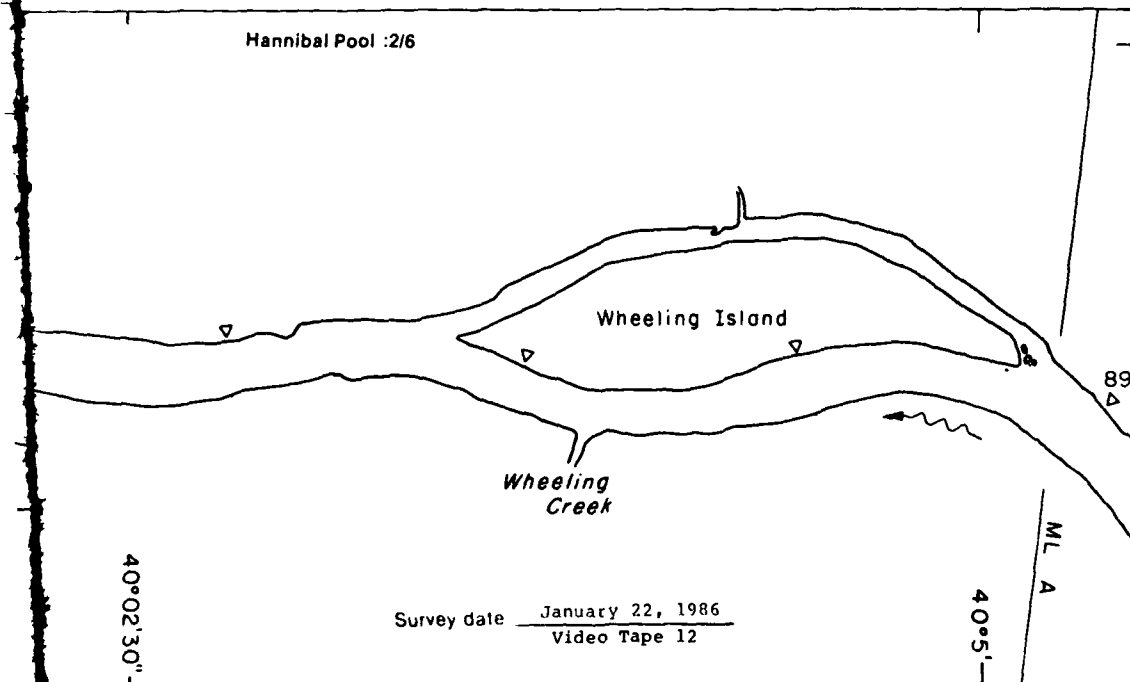 Hannibal Pool :2/6
Wheeling Island
89
Wheeling
Creek
ML A
40°02'30"
40°5'
Survey date January 22, 1986
Video Tape 12